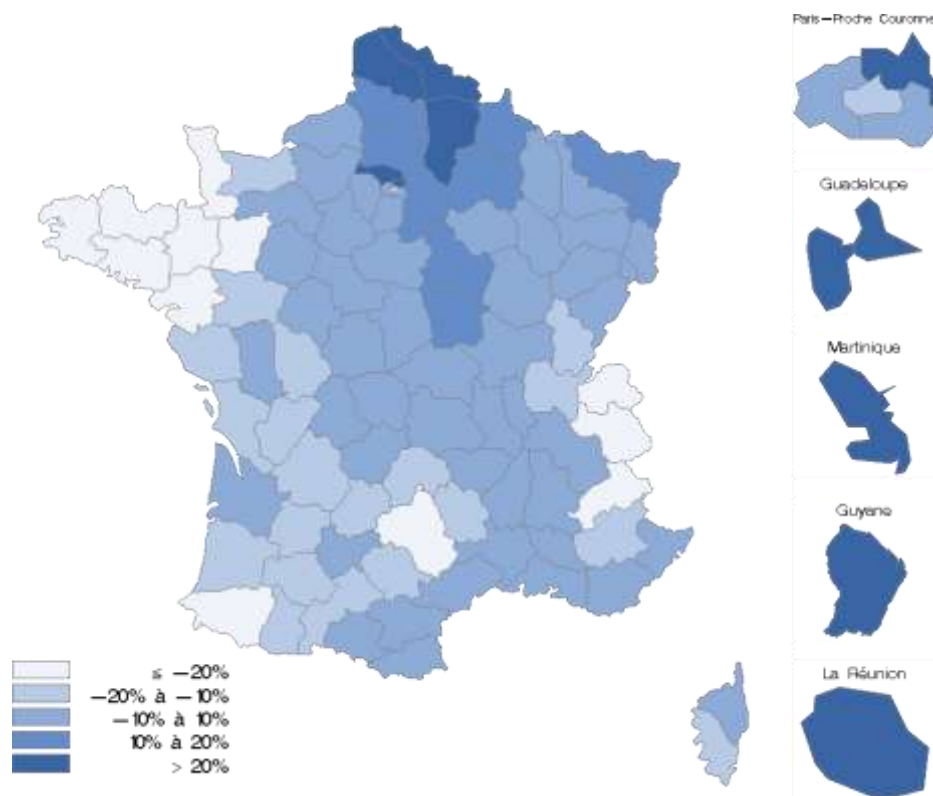 Paris-Proche Couronne
Guadeloupe
Martinique
Guyane
La Réunion
≤ -20%
-20% à -10%
-10% à 10%
10% à 20%
> 20%